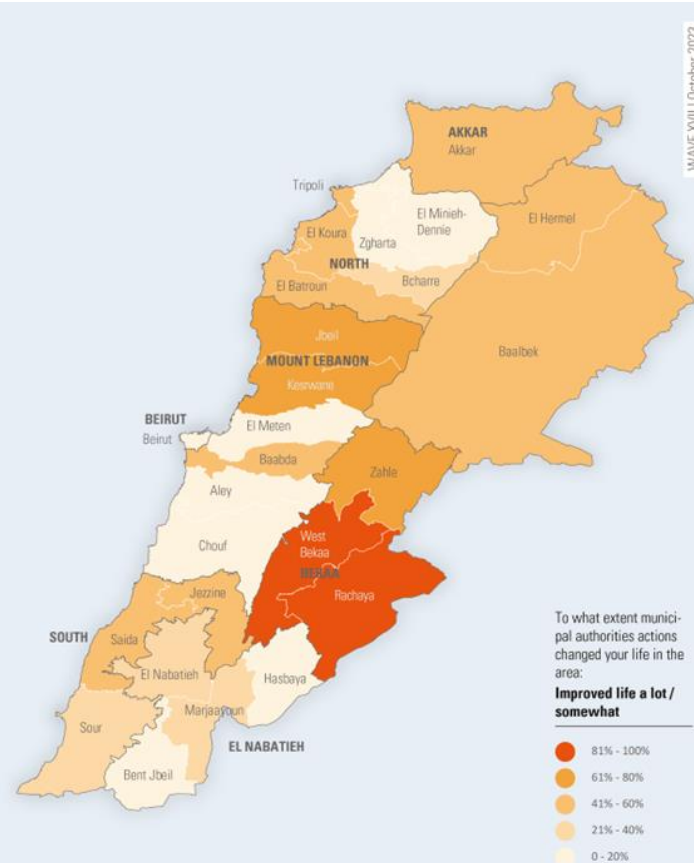 WAVE XVII | October 2023
AKKAR
Akkar
Tripoli
El Minieh-
Dennie
El Hermel
El Koura
Zgharta
NORTH
Bcharre
El Batroun
Jbeil
Baalbek
MOUNT LEBANON
Kesrwane
BEIRUT
Beirut
El Meten
Baabda
Zahle
Aley
West
Bekaa
Chouf
BEKAA
Rachaya
Jezzine
SOUTH
Saida
El Nabatieh
Hasbaya
Marjaayoun
Sour
EL NABATIEH
Bent Jbeil
To what extent munici-
pal authorities actions
changed your life in the
area:
Improved life a lot /
somewhat
81% - 100%
61% - 80%
41% - 60%
21% - 40%
0 - 20%